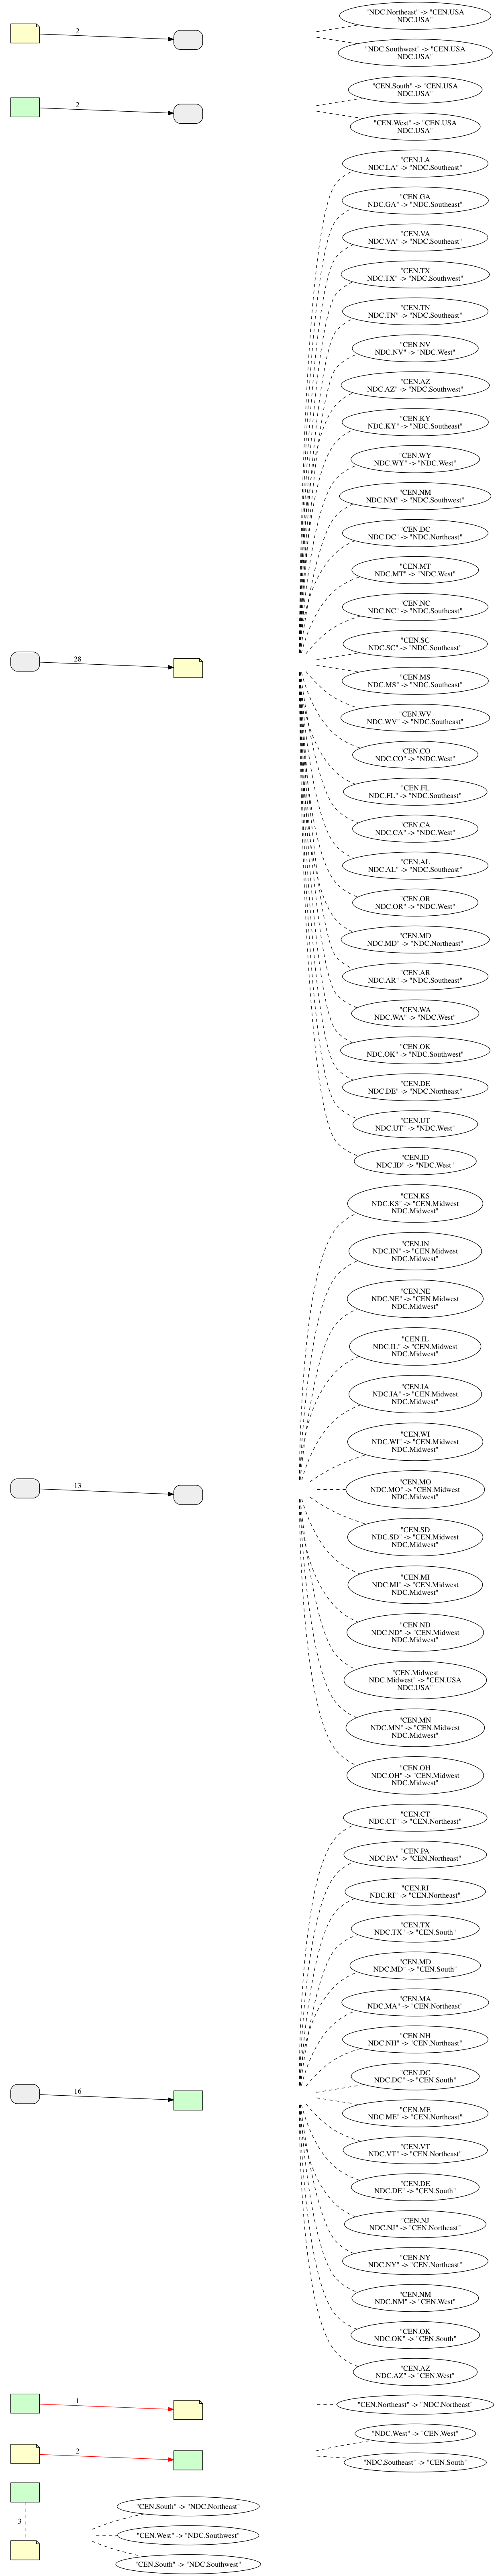 2
"NDC.Northeast" -> "CEN.USA
NDC.USA"
"NDC.Southwest" -> "CEN.USA
NDC.USA"
2
"CEN.South" -> "CEN.USA
NDC.USA"
"CEN.West" -> "CEN.USA
NDC.USA"
"CEN.LA
NDC.LA" -> "NDC.Southeast"
"CEN.GA
NDC.GA" -> "NDC.Southeast"
"CEN.VA
NDC.VA" -> "NDC.Southeast"
"CEN.TX
NDC.TX" -> "NDC.Southwest"
"CEN.TN
NDC.TN" -> "NDC.Southeast"
"CEN.NV
NDC.NV" -> "NDC.West"
"CEN.AZ
NDC.AZ" -> "NDC.Southwest"
"CEN.KY
NDC.KY" -> "NDC.Southeast"
"CEN.WY
NDC.WY" -> "NDC.West"
"CEN.NM
NDC.NM" -> "NDC.Southwest"
"CEN.DC
NDC.DC" -> "NDC.Northeast"
"CEN.MT
NDC.MT" -> "NDC.West"
"CEN.NC
NDC.NC" -> "NDC.Southeast"
28
"CEN.SC
NDC.SC" -> "NDC.Southeast"
"CEN.MS
NDC.MS" -> "NDC.Southeast"
"CEN.WV
NDC.WV" -> "NDC.Southeast"
"CEN.CO
NDC.CO" -> "NDC.West"
"CEN.FL
NDC.FL" -> "NDC.Southeast"
"CEN.CA
NDC.CA" -> "NDC.West"
"CEN.AL
NDC.AL" -> "NDC.Southeast"
"CEN.OR
NDC.OR" -> "NDC.West"
"CEN.MD
NDC.MD" -> "NDC.Northeast"
"CEN.AR
NDC.AR" -> "NDC.Southeast"
"CEN.WA
NDC.WA" -> "NDC.West"
"CEN.OK
NDC.OK" -> "NDC.Southwest"
"CEN.DE
NDC.DE" -> "NDC.Northeast"
"CEN.UT
NDC.UT" -> "NDC.West"
"CEN.ID
NDC.ID" -> "NDC.West"
"CEN.KS
NDC.KS" -> "CEN.Midwest
NDC.Midwest"
"CEN.IN
NDC.IN" -> "CEN.Midwest
NDC.Midwest"
"CEN.NE
NDC.NE" -> "CEN.Midwest
NDC.Midwest"
"CEN.IL
NDC.IL" -> "CEN.Midwest
NDC.Midwest"
"CEN.IA
NDC.IA" -> "CEN.Midwest
NDC.Midwest"
"CEN.WI
NDC.WI" -> "CEN.Midwest
NDC.Midwest"
13
"CEN.MO
NDC.MO" -> "CEN.Midwest
NDC.Midwest"
"CEN.SD
NDC.SD" -> "CEN.Midwest
NDC.Midwest"
"CEN.MI
NDC.MI" -> "CEN.Midwest
NDC.Midwest"
"CEN.ND
NDC.ND" -> "CEN.Midwest
NDC.Midwest"
"CEN.Midwest
NDC.Midwest" -> "CEN.USA
NDC.USA"
"CEN.MN
NDC.MN" -> "CEN.Midwest
NDC.Midwest"
"CEN.OH
NDC.OH" -> "CEN.Midwest
NDC.Midwest"
"CEN.CT
NDC.CT" -> "CEN.Northeast"
"CEN.PA
NDC.PA" -> "CEN.Northeast"
"CEN.RI
NDC.RI" -> "CEN.Northeast"
"CEN.TX
NDC.TX" -> "CEN.South"
"CEN.MD
NDC.MD" -> "CEN.South"
"CEN.MA
NDC.MA" -> "CEN.Northeast"
"CEN.NH
NDC.NH" -> "CEN.Northeast"
16
"CEN.DC
NDC.DC" -> "CEN.South"
"CEN.ME
NDC.ME" -> "CEN.Northeast"
"CEN.VT
NDC.VT" -> "CEN.Northeast"
"CEN.DE
NDC.DE" -> "CEN.South"
"CEN.NJ
NDC.NJ" -> "CEN.Northeast"
"CEN.NY
NDC.NY" -> "CEN.Northeast"
"CEN.NM
NDC.NM" -> "CEN.West"
"CEN.OK
NDC.OK" -> "CEN.South"
"CEN.AZ
NDC.AZ" -> "CEN.West"
1
"CEN.Northeast" -> "NDC.Northeast"
2
"NDC.West" -> "CEN.West"
"NDC.Southeast" -> "CEN.South"
3
"CEN.South" -> "NDC.Northeast"
"CEN.West" -> "NDC.Southwest"
"CEN.South" -> "NDC.Southwest"